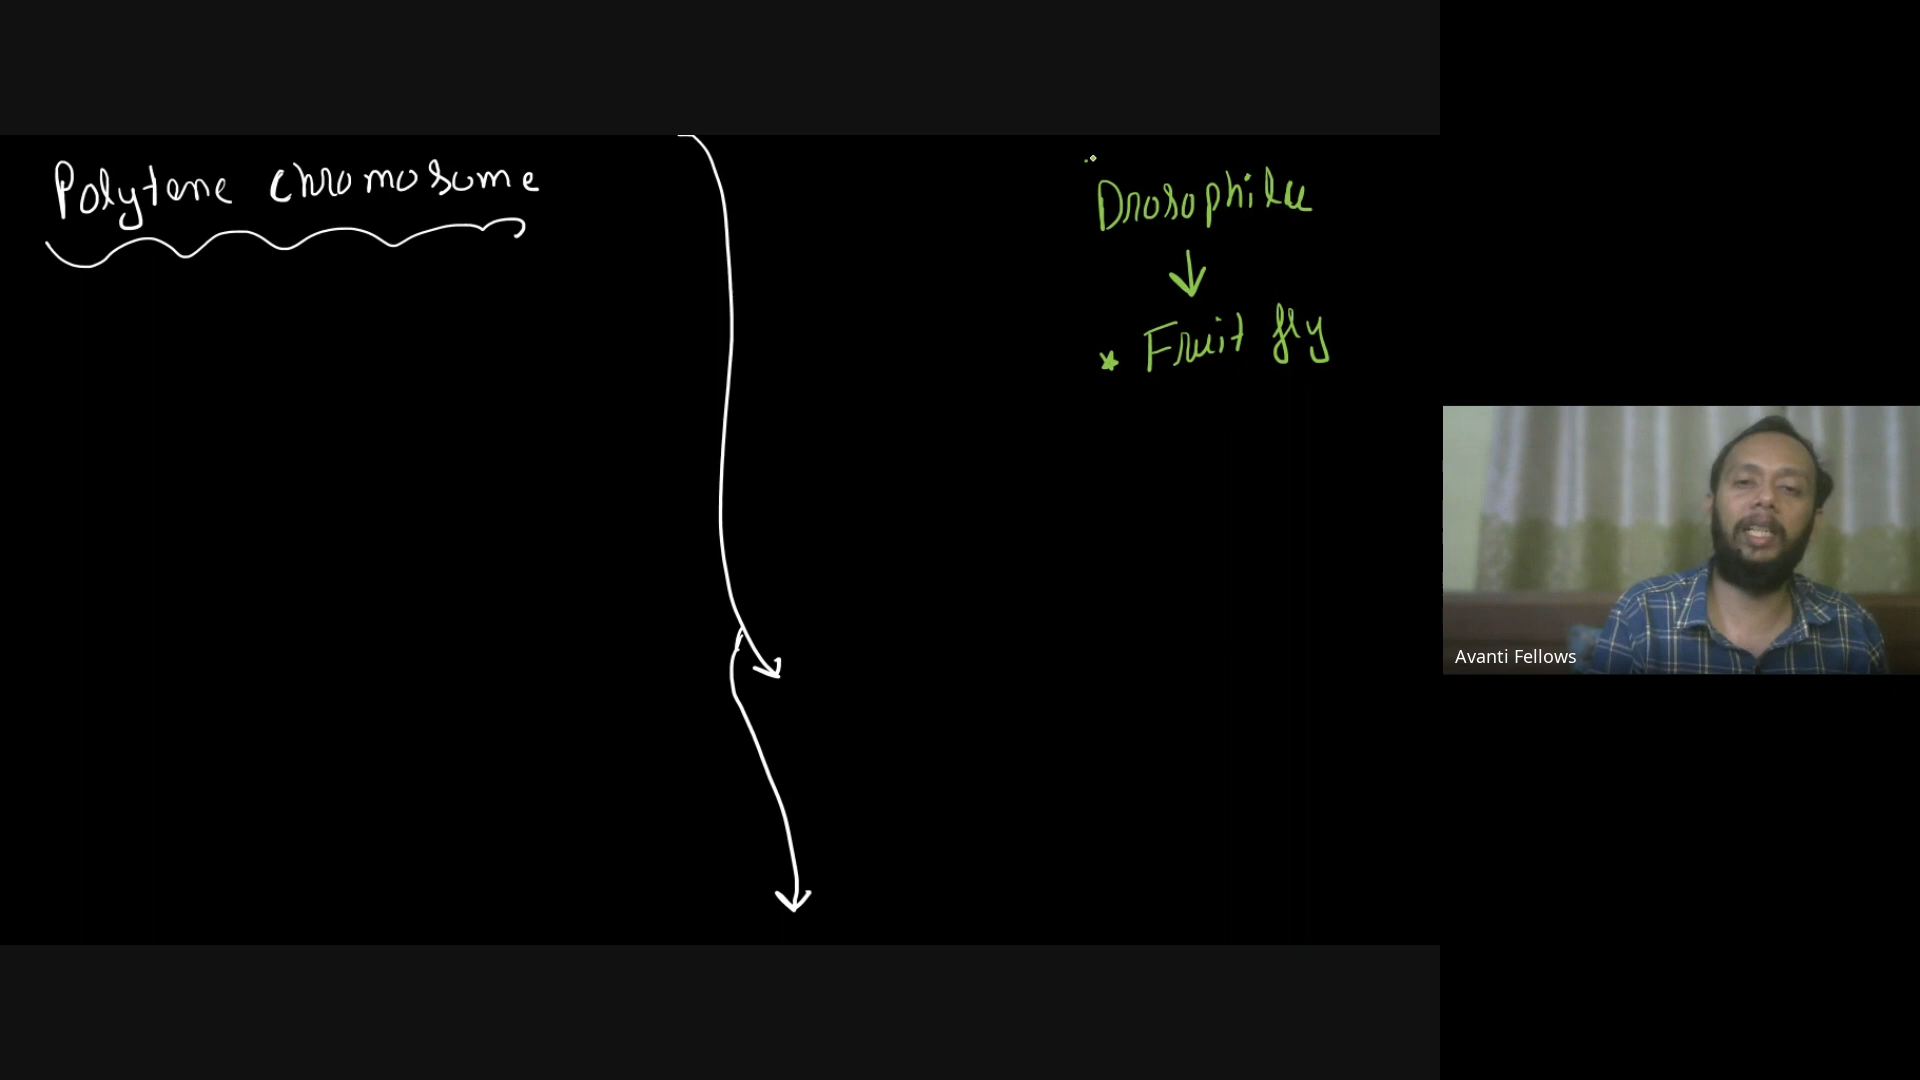 Polytene chromosome
Drosophila
↓
* Fruit fly
Avanti Fellows